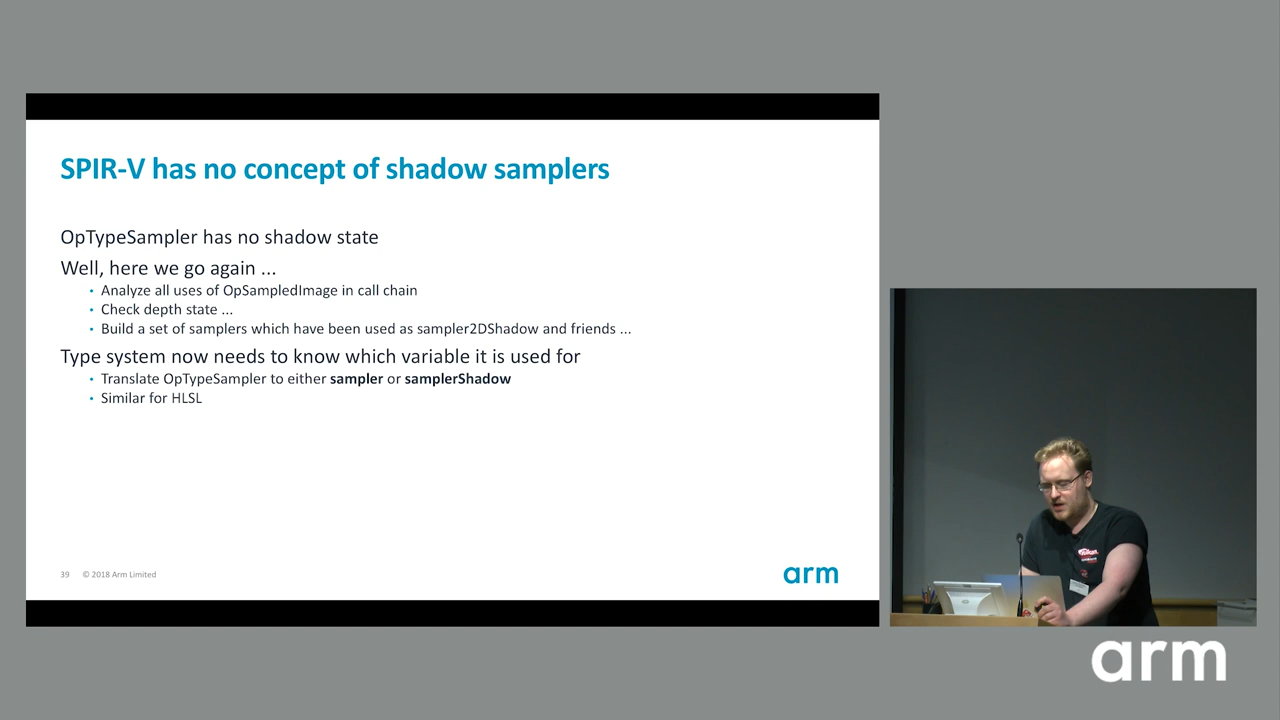 SPIR-V has no concept of shadow samplers
OpTypeSampler has no shadow state
Well, here we go again ...
• Analyze all uses of OpSampledImage in call chain
• Check depth state ...
• Build a set of samplers which have been used as sampler2DShadow and friends ...
Type system now needs to know which variable it is used for
• Translate OpTypeSampler to either sampler or samplerShadow
• Similar for HLSL
39 © 2018 Arm Limited
arm
arm